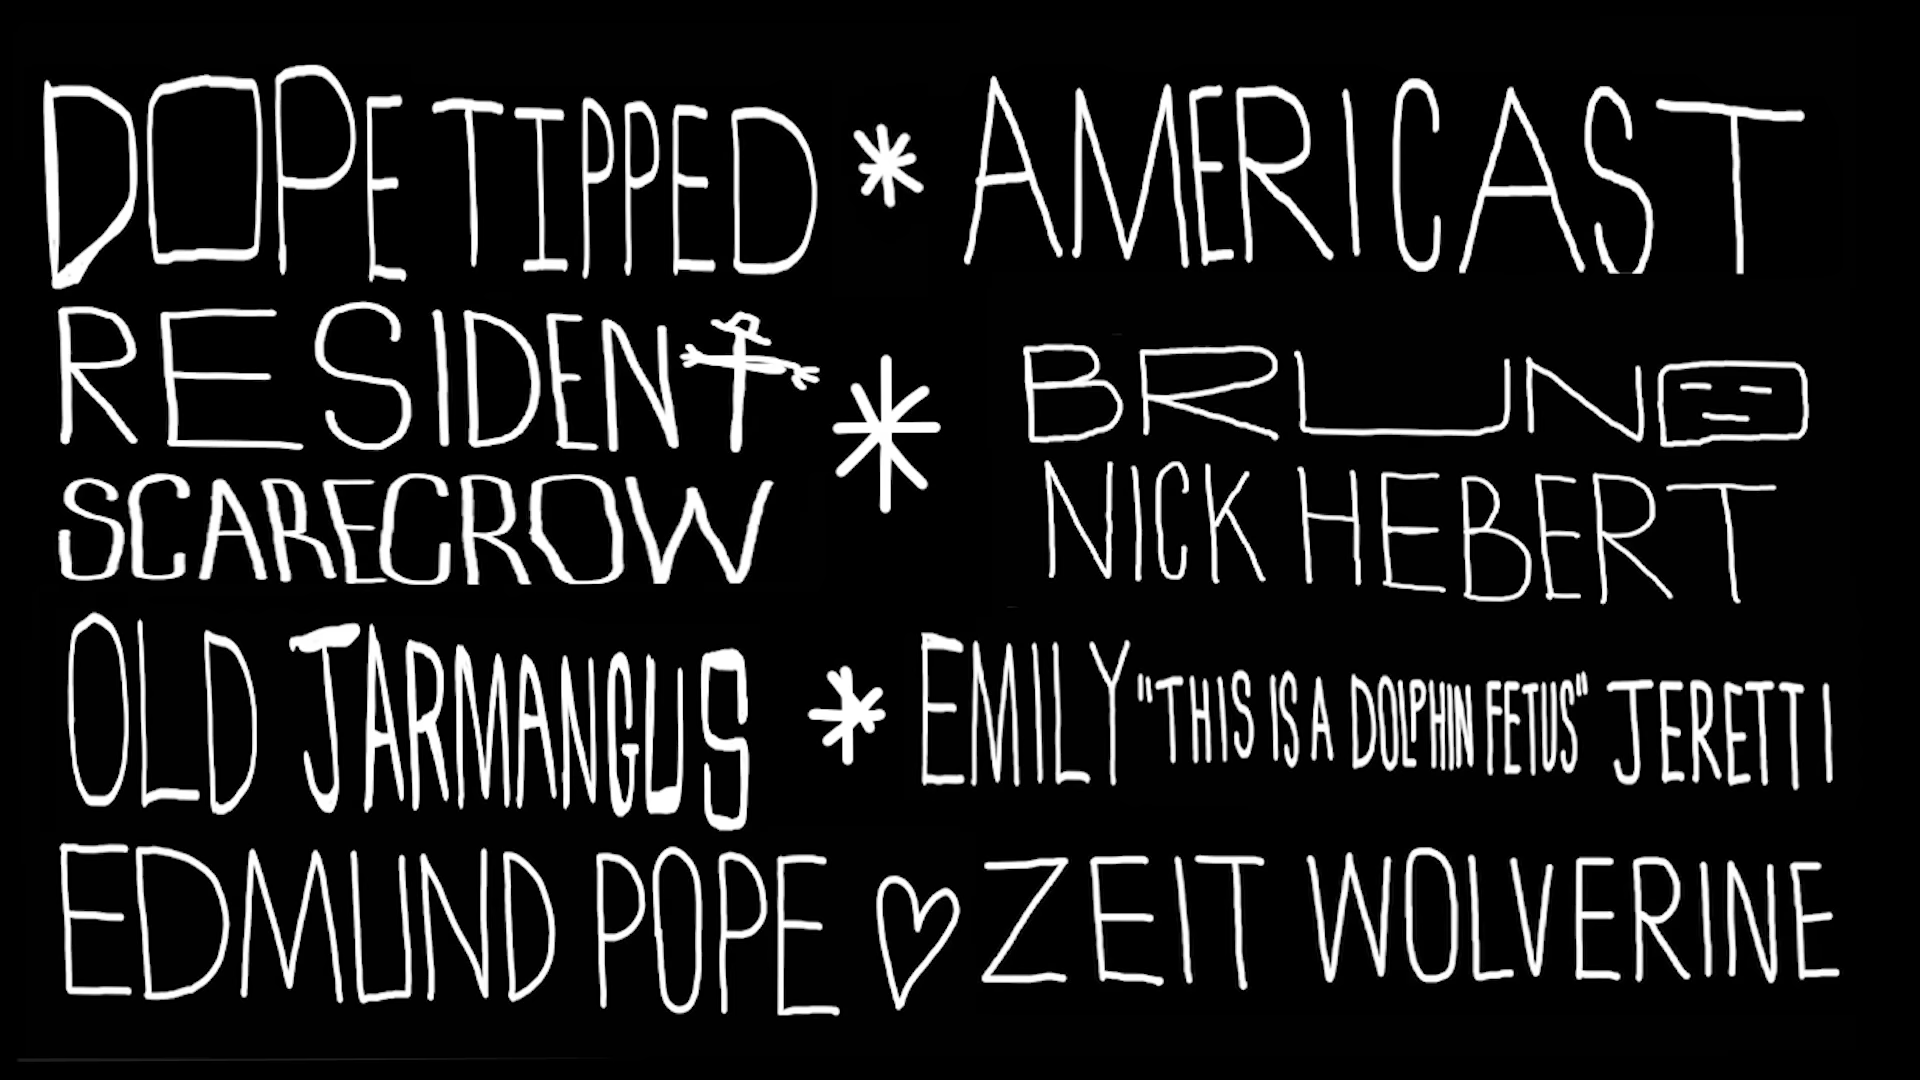 DOPE TIPPED * AMERICAST
RESIDENT * BRUNO
SCARECROW NICK HEBERT
OLD JARMANGUS * EMILY "THIS IS A DOLPHIN FETUS" JERETTI
EDMUND POPE ♡ ZEIT WOLVERINE